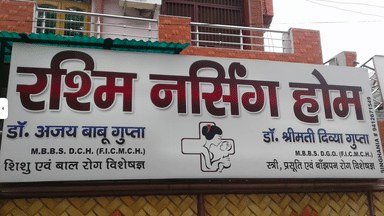 रश्मि नर्सिंग होम
डॉ. अजय बाबू गुप्ता
M.B.B.S. D.C.H. (F.I.C.M.C.H.)
शिशु एवं बाल रोग विशेषज्ञ
डॉ. श्रीमती दिव्या गुप्ता
M.B.B.S. D.G.O. (F.I.C.M.C.H.)
स्त्री, प्रसूति एवं बाँझपन रोग विशेषज्ञ